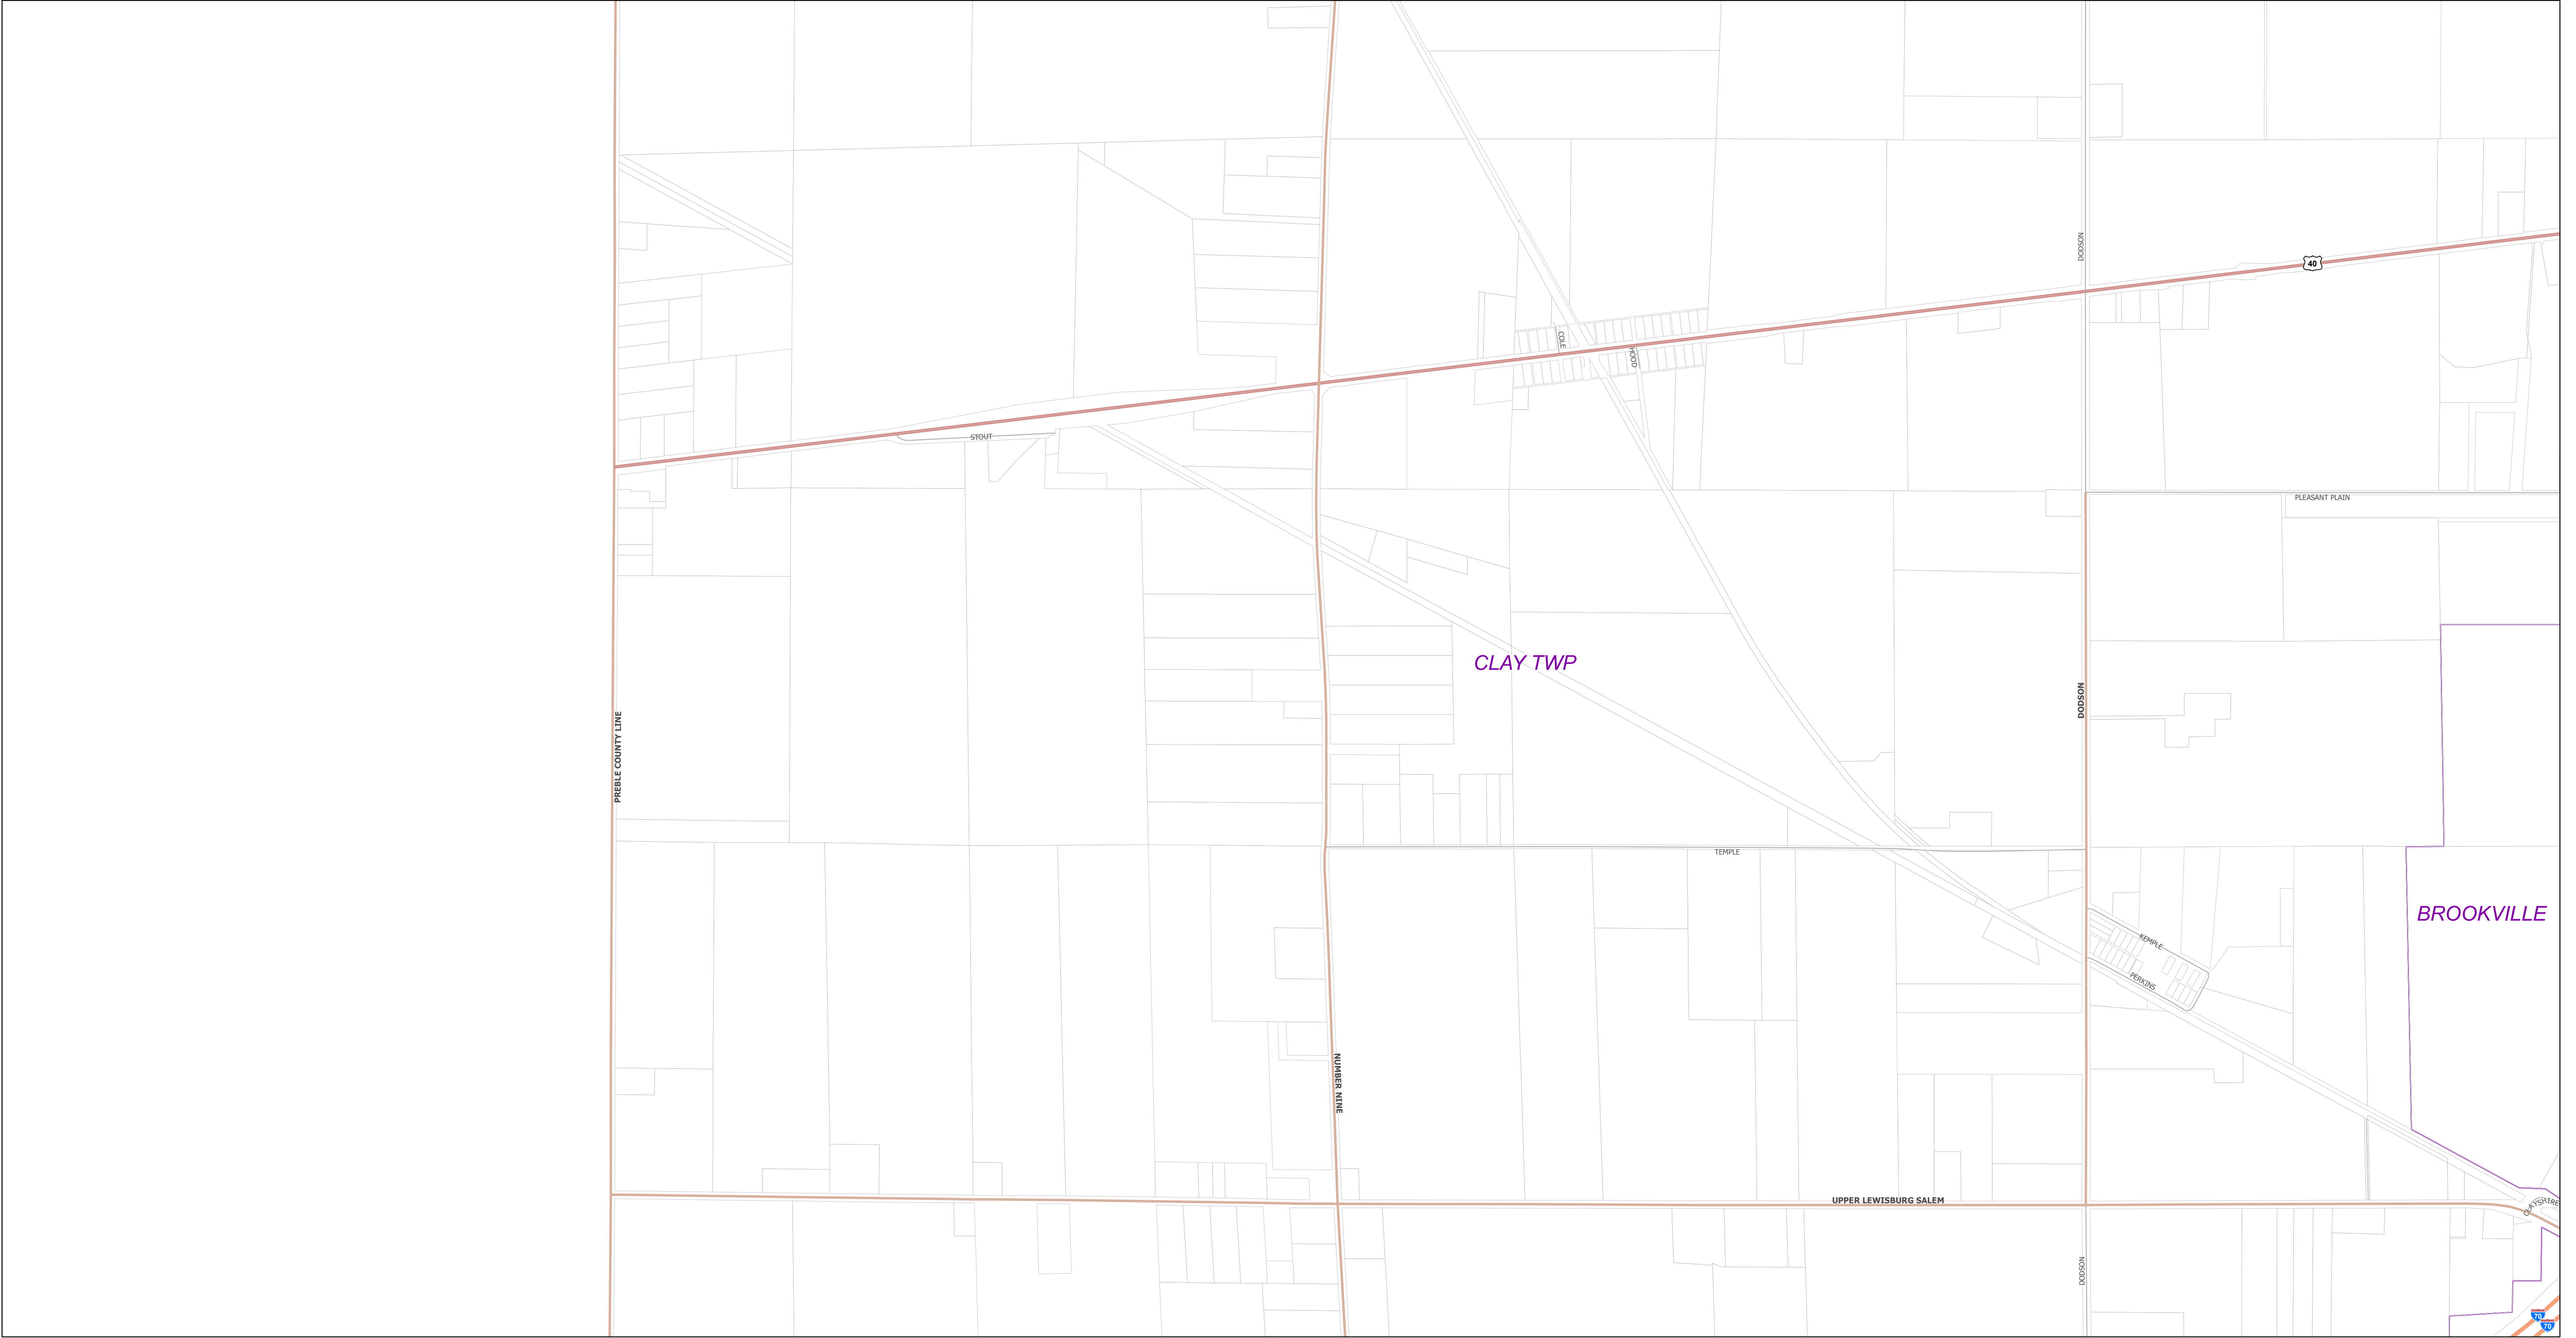 DODSON
40
COLE
HOOD
STOUT
PLEASANT PLAIN
CLAY TWP
DODSON
PREBLE COUNTY LINE
TEMPLE
BROOKVILLE
KEMPLE
PERKINS
NUMBER NINE
UPPER LEWISBURG SALEM
DODSON
70
70